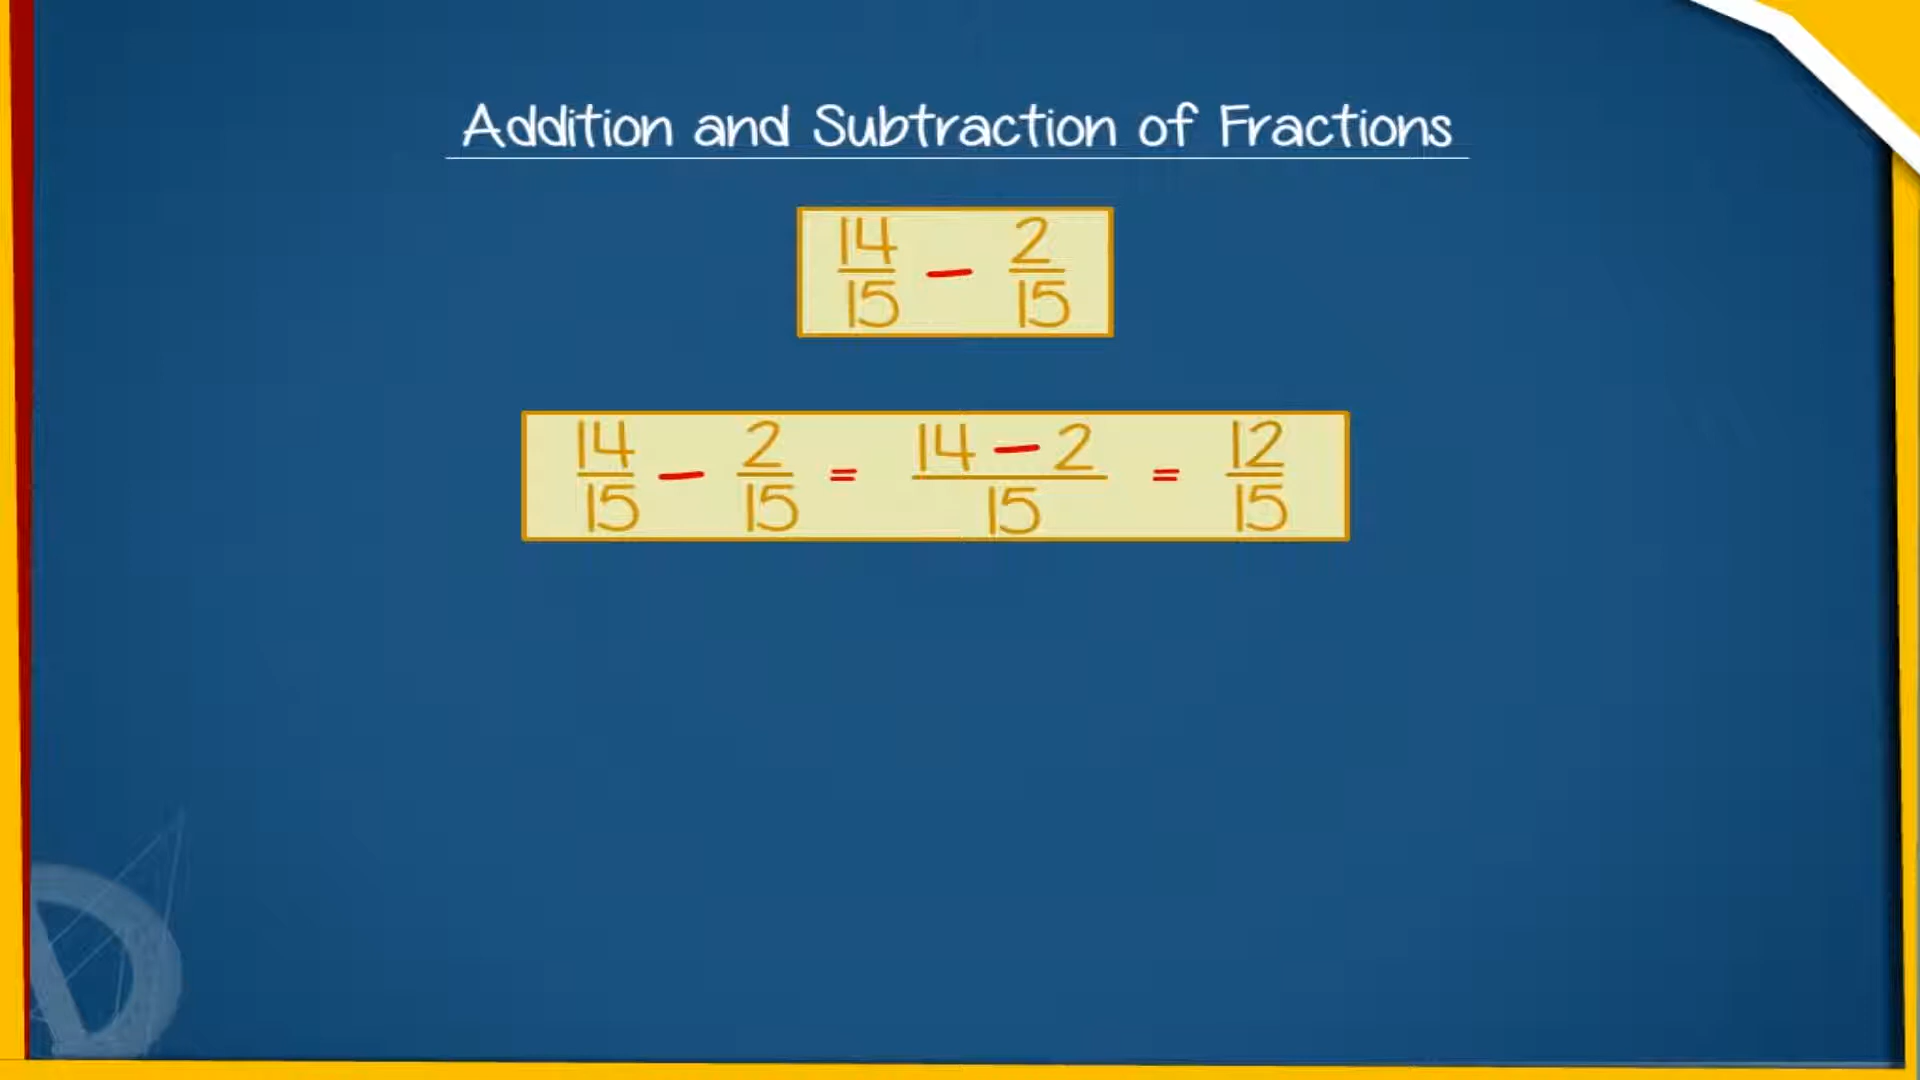 Addition and Subtraction of Fractions
14/15 − 2/15
14/15 − 2/15 = (14 − 2)/15 = 12/15